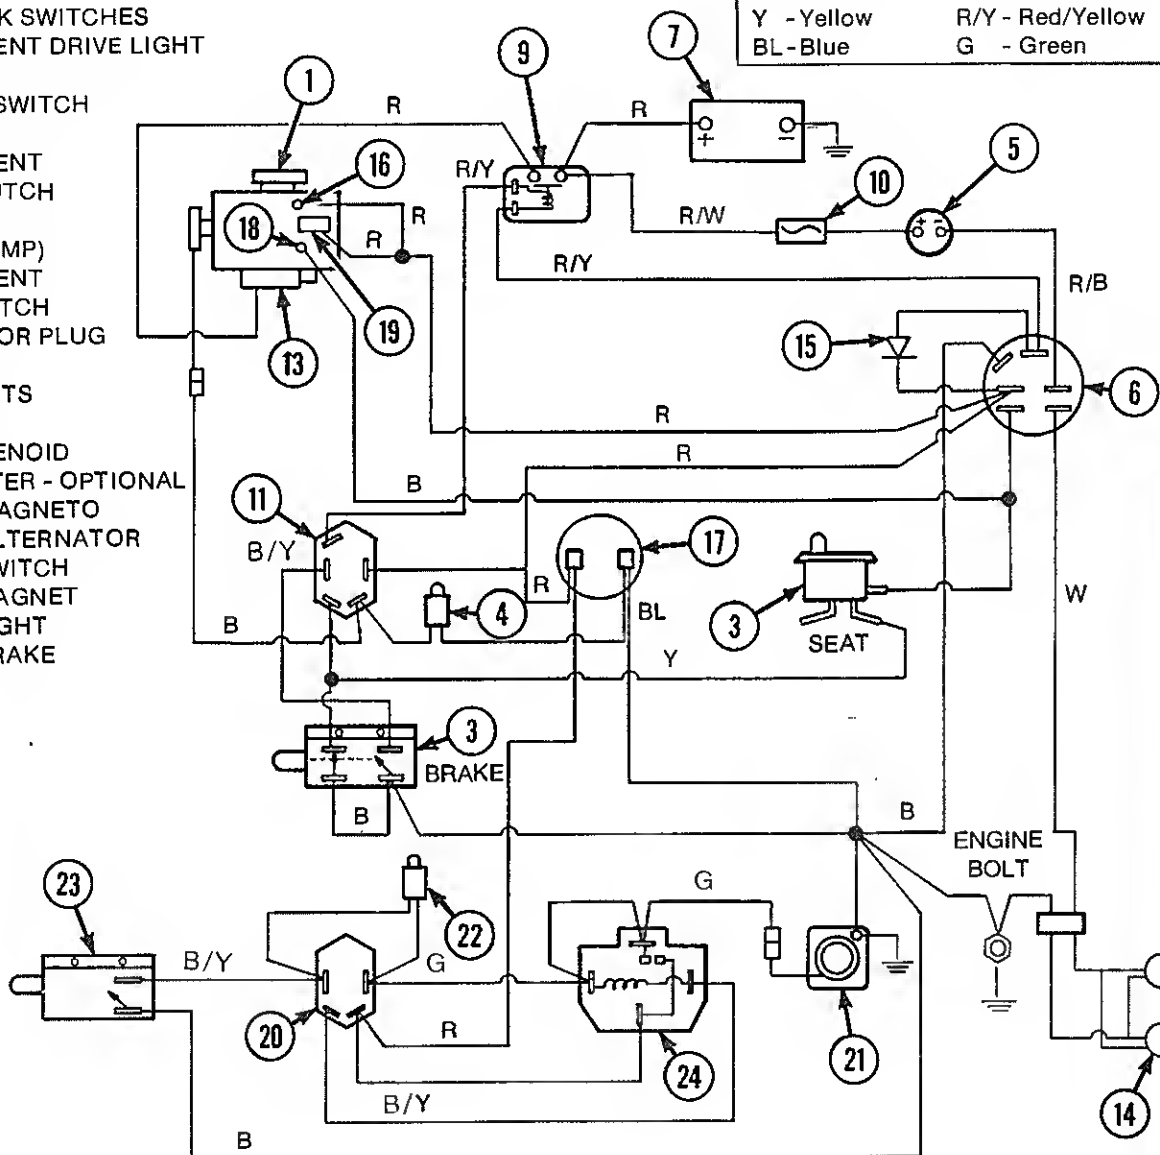 K SWITCHES
ENT DRIVE LIGHT
SWITCH
ENT
UTCH
MP)
ENT
TCH
OR PLUG
TS
ENOID
TER - OPTIONAL
AGNETO
LTERNATOR
WITCH
AGNET
GHT
RAKE
Y - Yellow R/Y - Red/Yellow
BL - Blue G - Green
1
9
7
R
R
+ −
16
R/Y
5
10
18
R
R
R/W
+ −
R/Y
R/B
19
13
15
6
R
R
B
11
B/Y
17
R
BL
4
3
SEAT
W
B
Y
3
BRAKE
B
B
ENGINE
BOLT
23
22
G
B/Y
G
20
R
24
21
14
B/Y
B